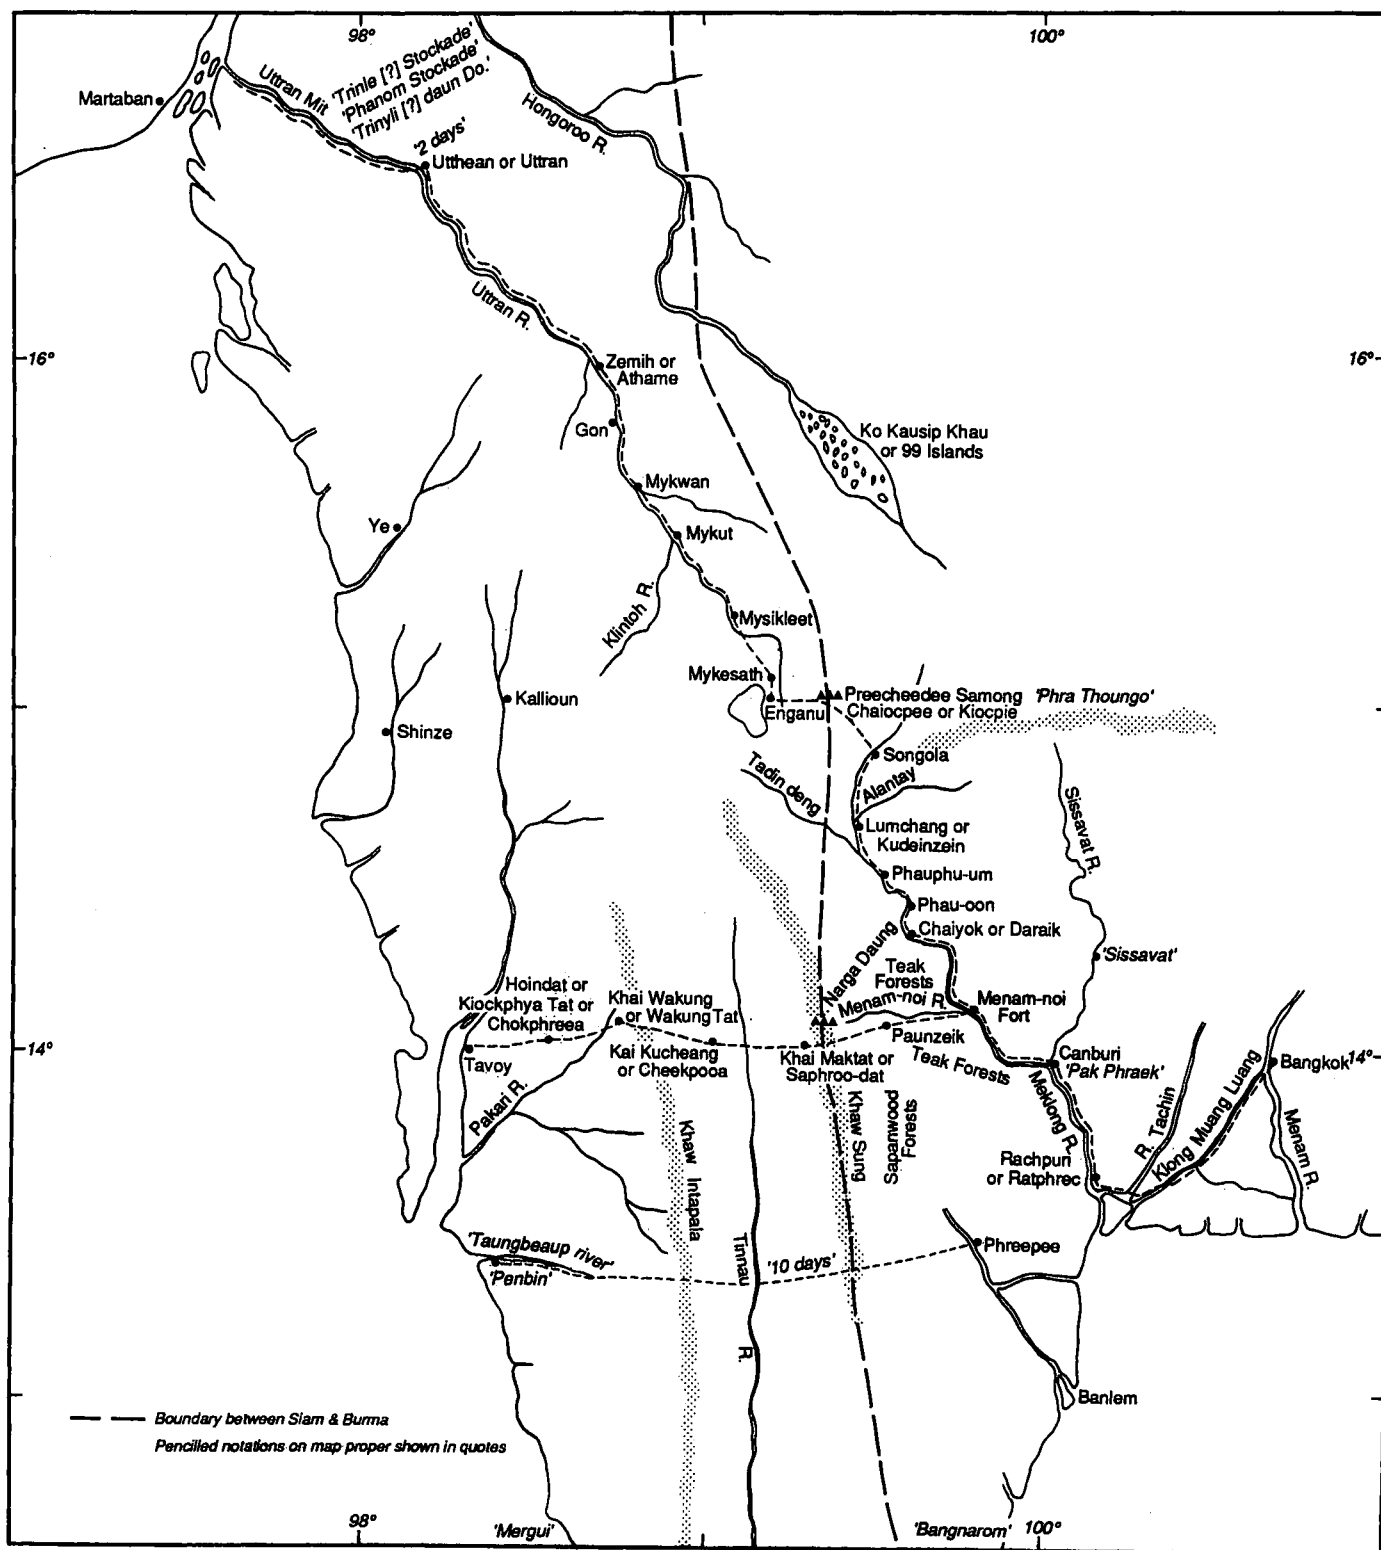 98°
100°
Martaban
Uttran Mit
'Trinle [?] Stockade'
'Phanom Stockade'
'Trinyli [?] daun Do.'
'2 days'
Hongoroo R.
Utthean or Uttran
Uttran R.
16°
16°
Zemih or
Athame
Gon
Ko Kausip Khau
or 99 Islands
Mykwan
Ye
Mykut
Klintoh R.
Mysikleet
Mykesath
Enganu
Preecheedee Samong 'Phra Thoungo'
Chaiocpee or Kiocpie
Kallioun
Shinze
Songola
Tadin deng
Alantay
Sissavat R.
Lumchang or
Kudeinzein
Phauphu-um
Phau-oon
Chaiyok or Daraik
'Sissavat'
Narga Daung
Teak
Forests
Menam-noi R.
Menam-noi
Fort
Hoindat or
Kiockphya Tat or
Chokphreea
Khai Wakung
or Wakung Tat
Paunzeik
Teak Forests
Tavoy
Kai Kucheang
or Cheekpooa
Khai Maktat or
Saphroo-dat
Canburi
'Pak Phraek'
Bangkok
14°
14°
Pakari R.
Meklong R.
R. Tachin
Klong Muang Luang
Menam R.
Khaw Intapala
Khaw Sung
Sapanwood
Forests
Rachpuri
or Ratphrec
'Taungbeaup river'
'Penbin'
Tinnau R.
'10 days'
Phreepee
Banlem
Boundary between Siam & Burma
Pencilled notations on map proper shown in quotes
98°
'Mergui'
'Bangnarom'
100°